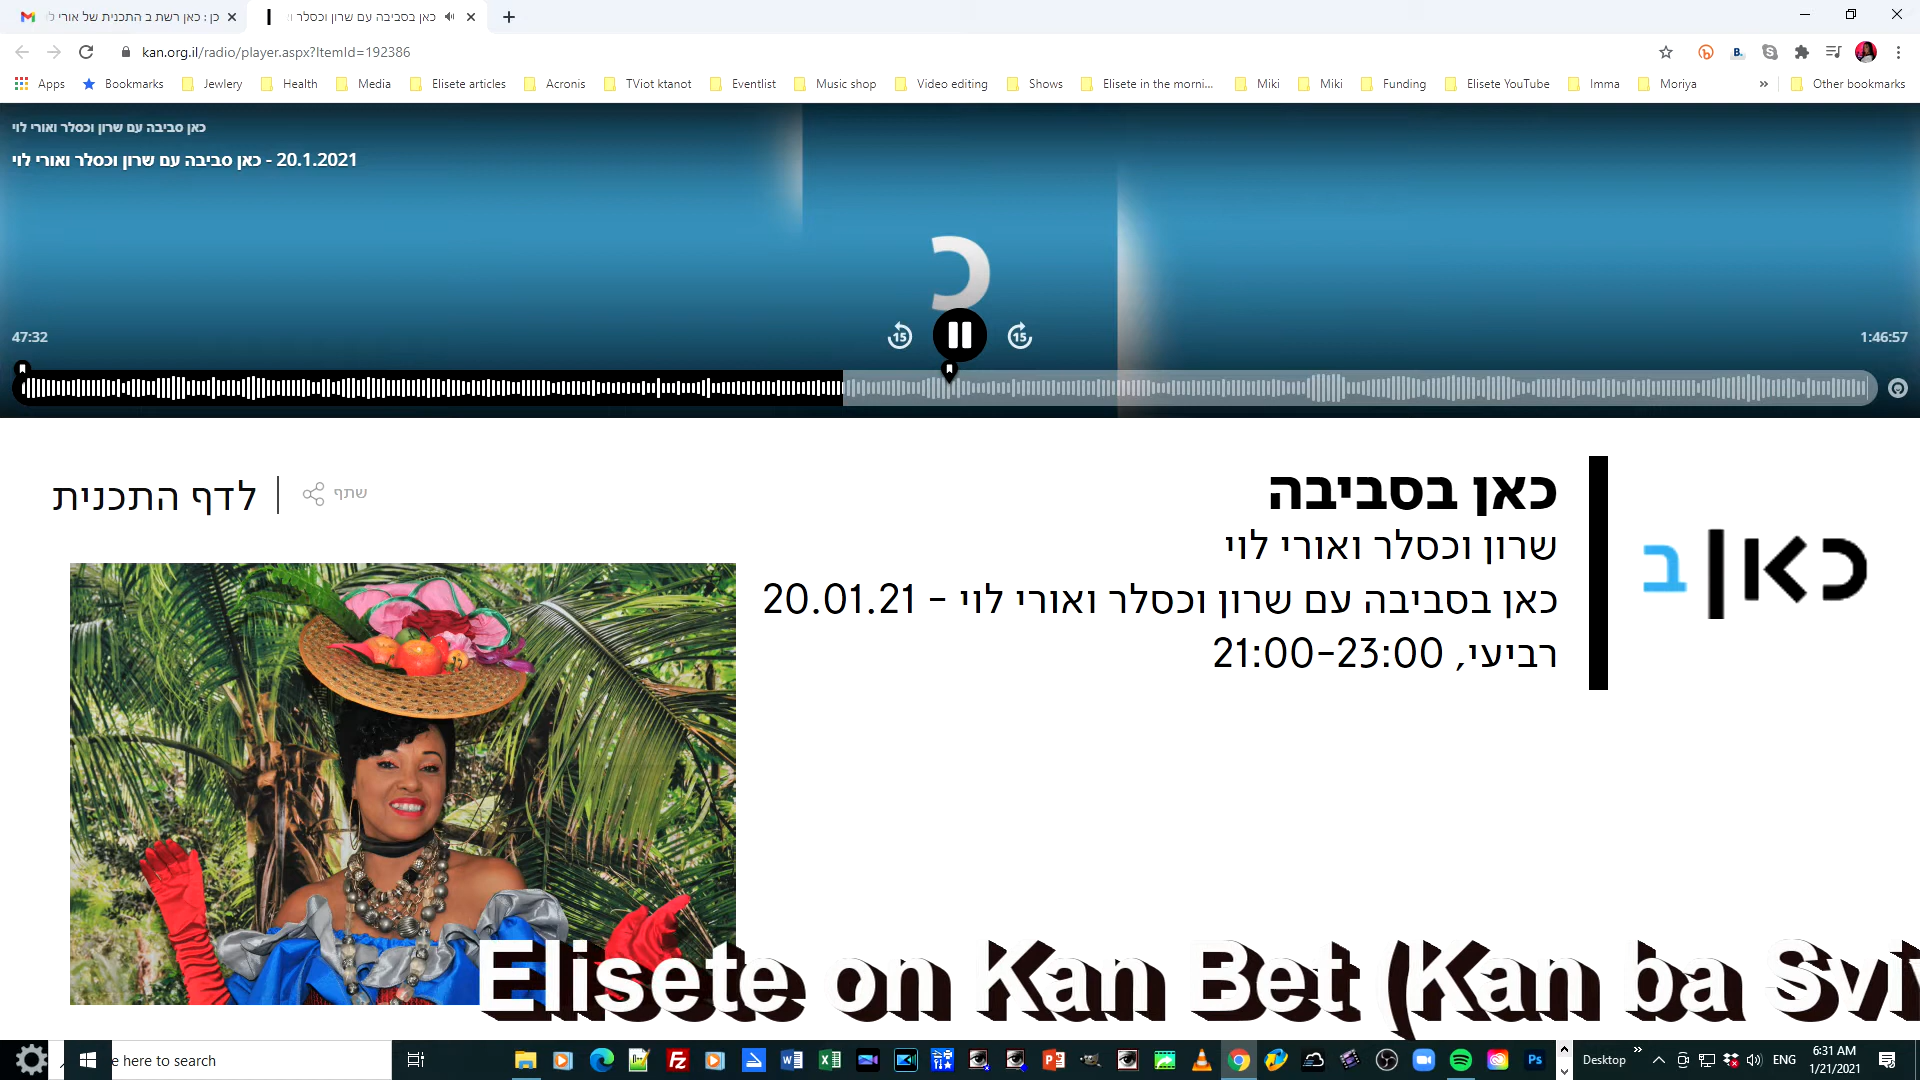 כן : כאן רשת ב התכנית של אורי ל
כאן בסביבה עם שרון וכסלר וא
kan.org.il/radio/player.aspx?ItemId=192386
Apps Bookmarks Jewlery Health Media Elisete articles Acronis TViot ktanot Eventlist Music shop Video editing Shows Elisete in the morni... Miki Miki Funding Elisete YouTube Imma Moriya » Other bookmarks
כאן סביבה עם שרון וכסלר ואורי לוי
20.1.2021 - כאן סביבה עם שרון וכסלר ואורי לוי
כ
47:32 15 15 1:46:57
כאן בסביבה
שרון וכסלר ואורי לוי
כאן בסביבה עם שרון וכסלר ואורי לוי - 20.01.21
רביעי, 21:00-23:00
כאן ב
שתף
לדף התכנית
Elisete on Kan Bet (Kan ba Sviv
e here to search
Desktop » ENG 6:31 AM
1/21/2021